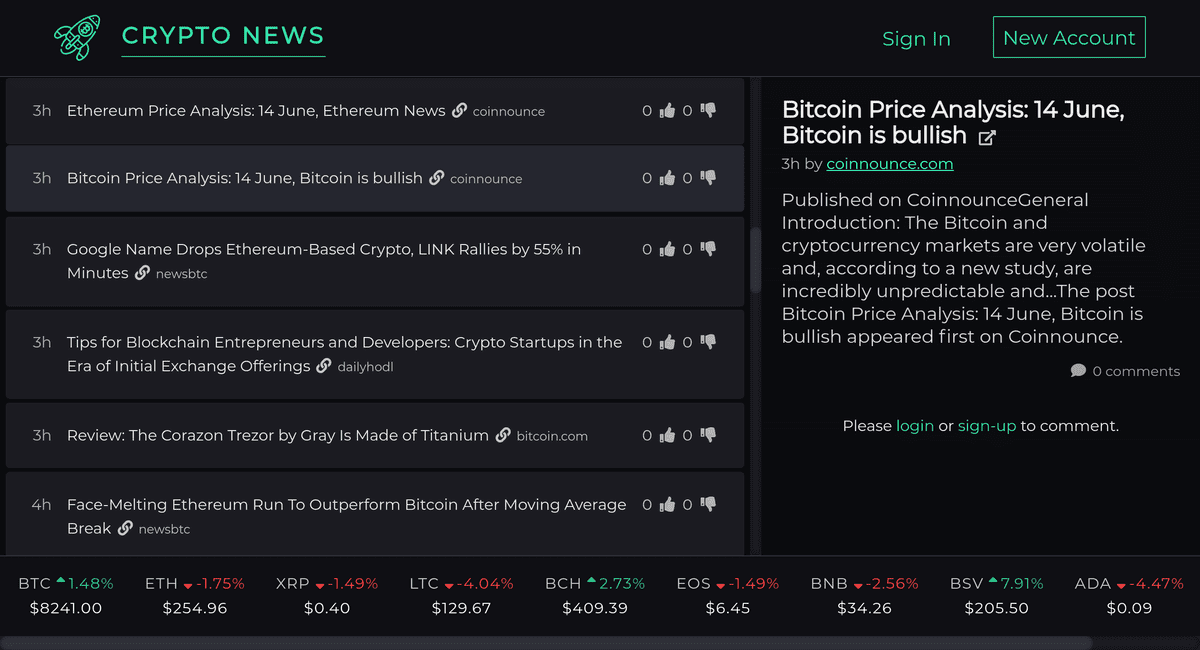 CRYPTO NEWS
Sign In
New Account
3h Ethereum Price Analysis: 14 June, Ethereum News coinnounce 0 0
3h Bitcoin Price Analysis: 14 June, Bitcoin is bullish coinnounce 0 0
3h Google Name Drops Ethereum-Based Crypto, LINK Rallies by 55% in 0 0
Minutes newsbtc
3h Tips for Blockchain Entrepreneurs and Developers: Crypto Startups in the 0 0
Era of Initial Exchange Offerings dailyhodl
3h Review: The Corazon Trezor by Gray Is Made of Titanium bitcoin.com 0 0
4h Face-Melting Ethereum Run To Outperform Bitcoin After Moving Average 0 0
Break newsbtc
Bitcoin Price Analysis: 14 June,
Bitcoin is bullish
3h by coinnounce.com
Published on CoinnounceGeneral
Introduction: The Bitcoin and
cryptocurrency markets are very volatile
and, according to a new study, are
incredibly unpredictable and...The post
Bitcoin Price Analysis: 14 June, Bitcoin is
bullish appeared first on Coinnounce.
0 comments
Please login or sign-up to comment.
BTC 1.48% ETH -1.75% XRP -1.49% LTC -4.04% BCH 2.73% EOS -1.49% BNB -2.56% BSV 7.91% ADA -4.47%
$8241.00 $254.96 $0.40 $129.67 $409.39 $6.45 $34.26 $205.50 $0.09